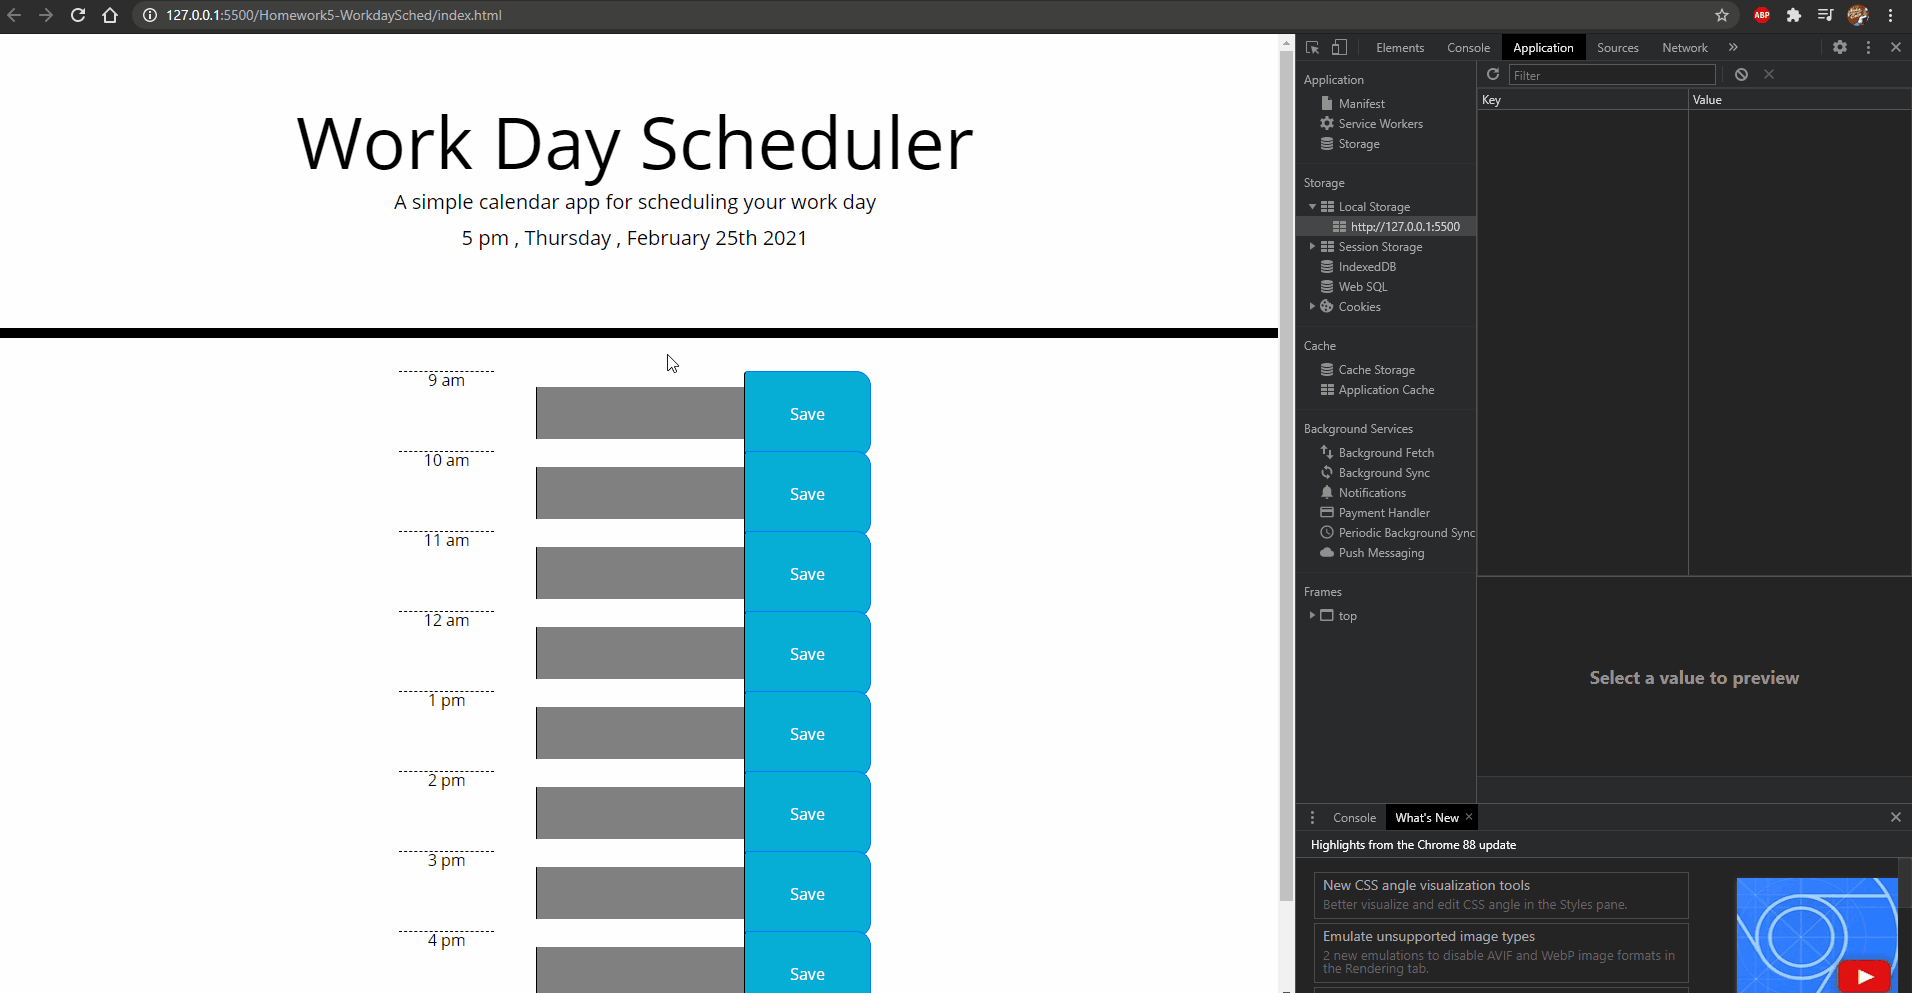 127.0.0.1:5500/Homework5-WorkdaySched/index.html
ABP
Work Day Scheduler
A simple calendar app for scheduling your work day
5 pm , Thursday , February 25th 2021
9 am
Save
10 am
Save
11 am
Save
12 am
Save
1 pm
Save
2 pm
Save
3 pm
Save
4 pm
Save
Elements Console Application Sources Network »
Application
Manifest
Service Workers
Storage
Storage
Local Storage
http://127.0.0.1:5500
Session Storage
IndexedDB
Web SQL
Cookies
Cache
Cache Storage
Application Cache
Background Services
Background Fetch
Background Sync
Notifications
Payment Handler
Periodic Background Sync
Push Messaging
Frames
top
Filter
Key Value
Select a value to preview
Console What's New ×
Highlights from the Chrome 88 update
New CSS angle visualization tools
Better visualize and edit CSS angle in the Styles pane.
Emulate unsupported image types
2 new emulations to disable AVIF and WebP image formats in
the Rendering tab.